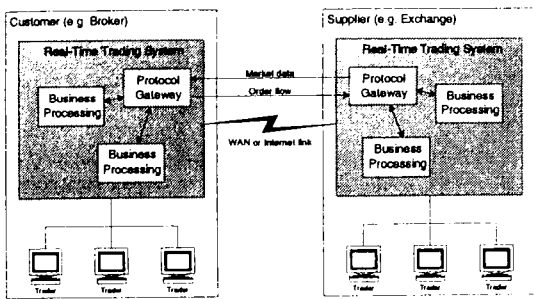 Customer (e g Broker)
Real-Time Trading System
Protocol
Gateway
Business
Processing
Business
Processing
Trader
Trader
Trader
Market data
Order flow
WAN or Internet link
Supplier (e.g. Exchange)
Real-Time Trading System
Protocol
Gateway
Business
Processing
Business
Processing
Trader
Trader
Trader